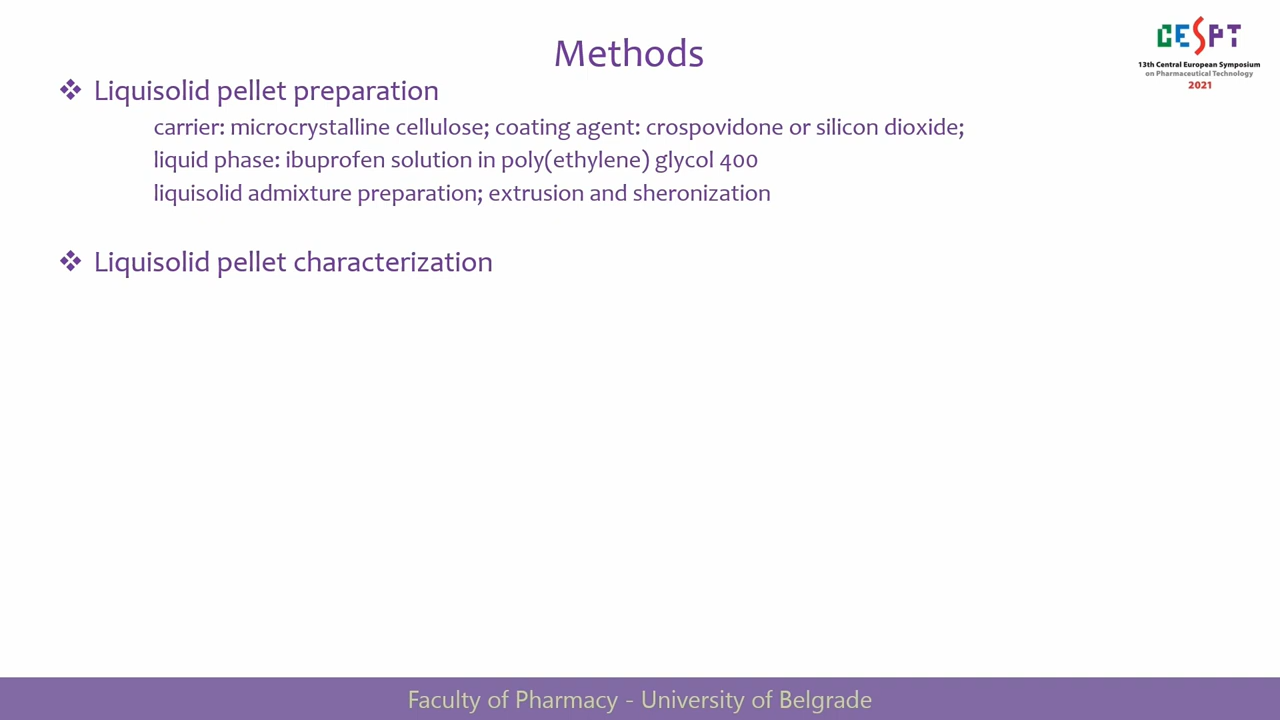 CESPT
13th Central European Symposium
on Pharmaceutical Technology
2021
Methods
❖ Liquisolid pellet preparation
carrier: microcrystalline cellulose; coating agent: crospovidone or silicon dioxide;
liquid phase: ibuprofen solution in poly(ethylene) glycol 400
liquisolid admixture preparation; extrusion and sheronization
❖ Liquisolid pellet characterization
Faculty of Pharmacy - University of Belgrade